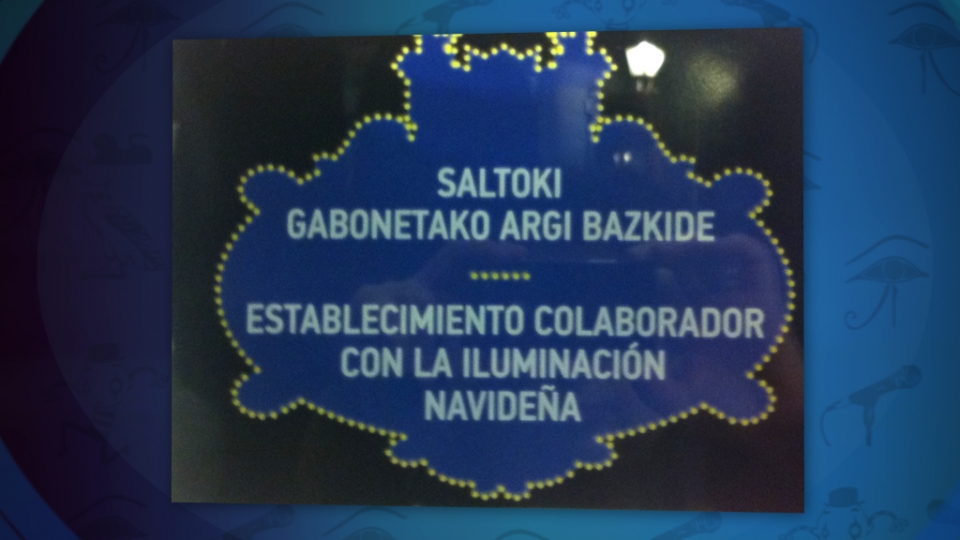 SALTOKI
GABONETAKO ARGI BAZKIDE
ESTABLECIMIENTO COLABORADOR
CON LA ILUMINACIÓN
NAVIDEÑA